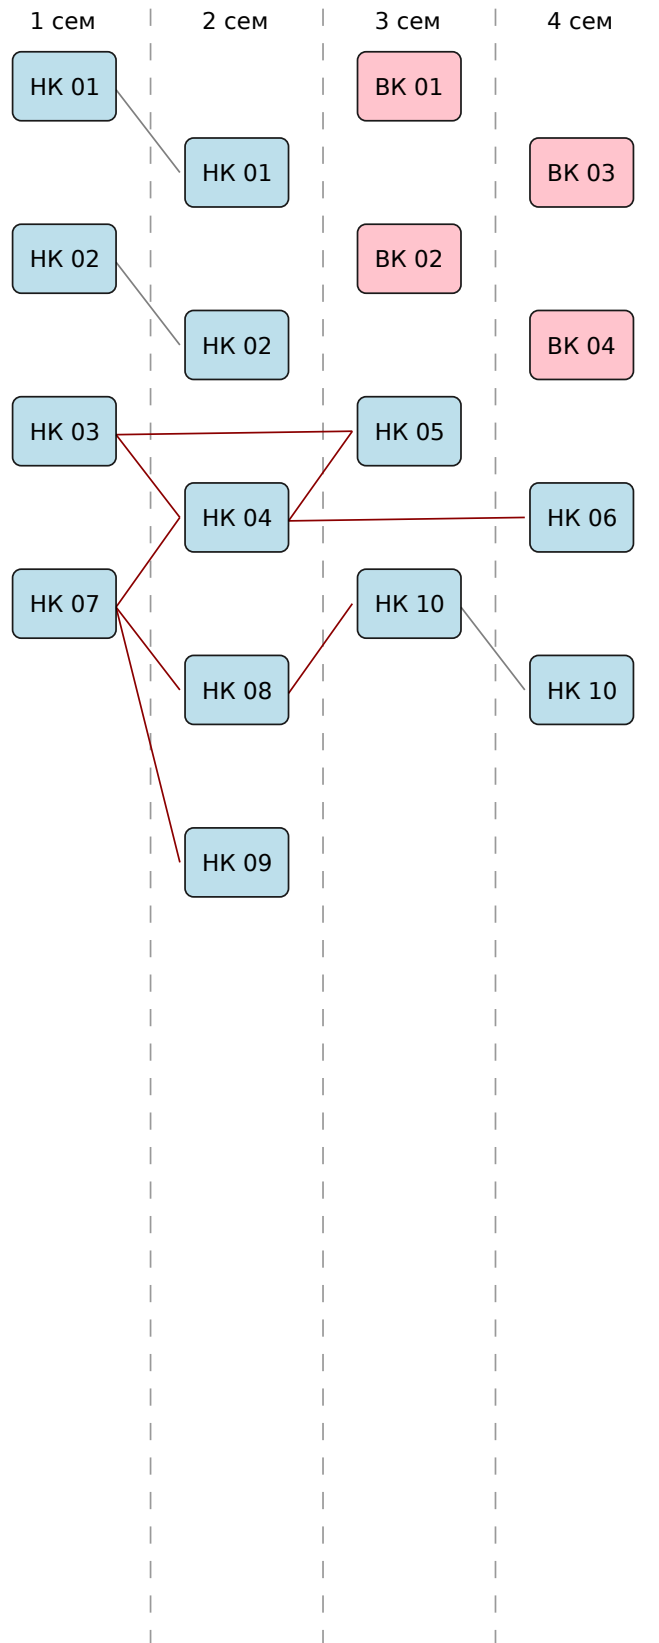 1 сем 2 сем 3 сем 4 сем
НК 01 ВК 01
НК 01 ВК 03
НК 02 ВК 02
НК 02 ВК 04
НК 03 НК 05
НК 04 НК 06
НК 07 НК 10
НК 08 НК 10
НК 09